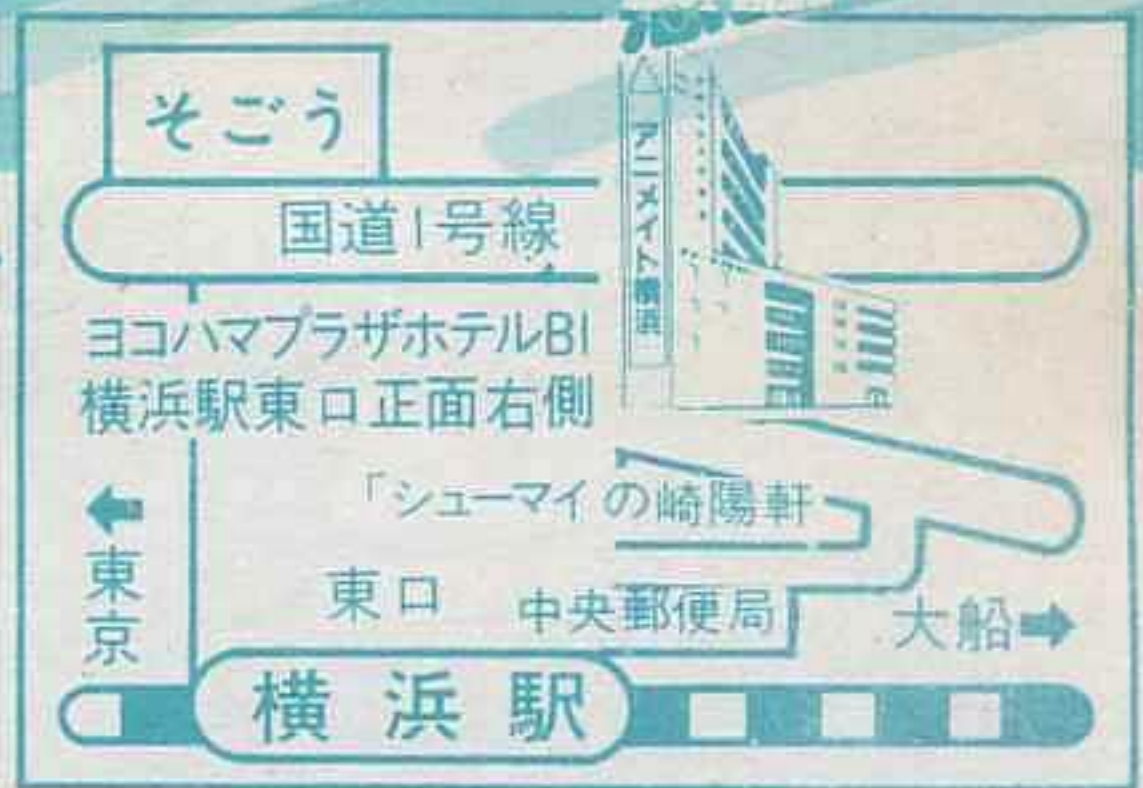 そごう
国道1号線
アニメイト横浜
ヨコハマプラザホテルB1
横浜駅東口正面右側
「シューマイの崎陽軒
東口
中央郵便局
←東京
大船→
横浜駅